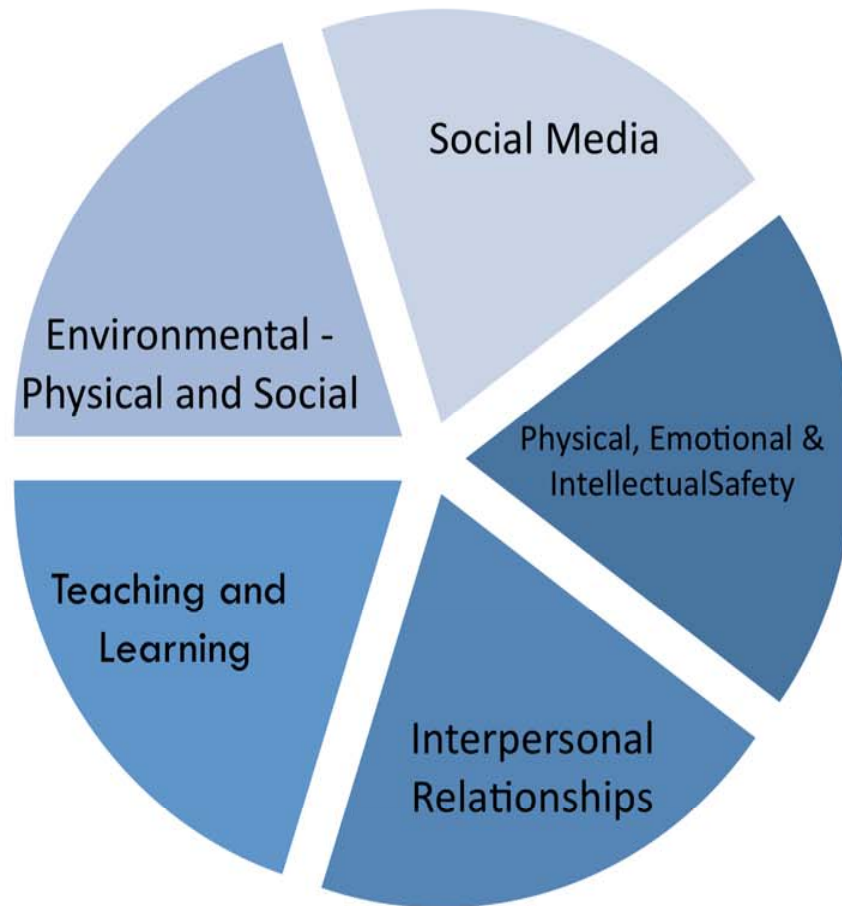 Social Media
Environmental -
Physical and Social
Physical, Emotional &
IntellectualSafety
Teaching and
Learning
Interpersonal
Relationships